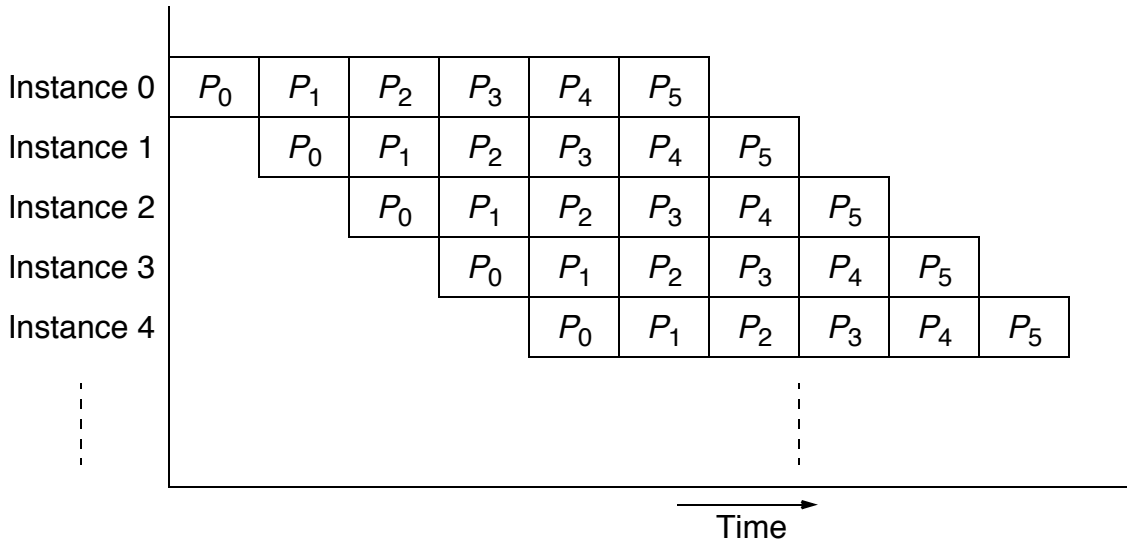 Instance 0 P0 P1 P2 P3 P4 P5
Instance 1 P0 P1 P2 P3 P4 P5
Instance 2 P0 P1 P2 P3 P4 P5
Instance 3 P0 P1 P2 P3 P4 P5
Instance 4 P0 P1 P2 P3 P4 P5
Time